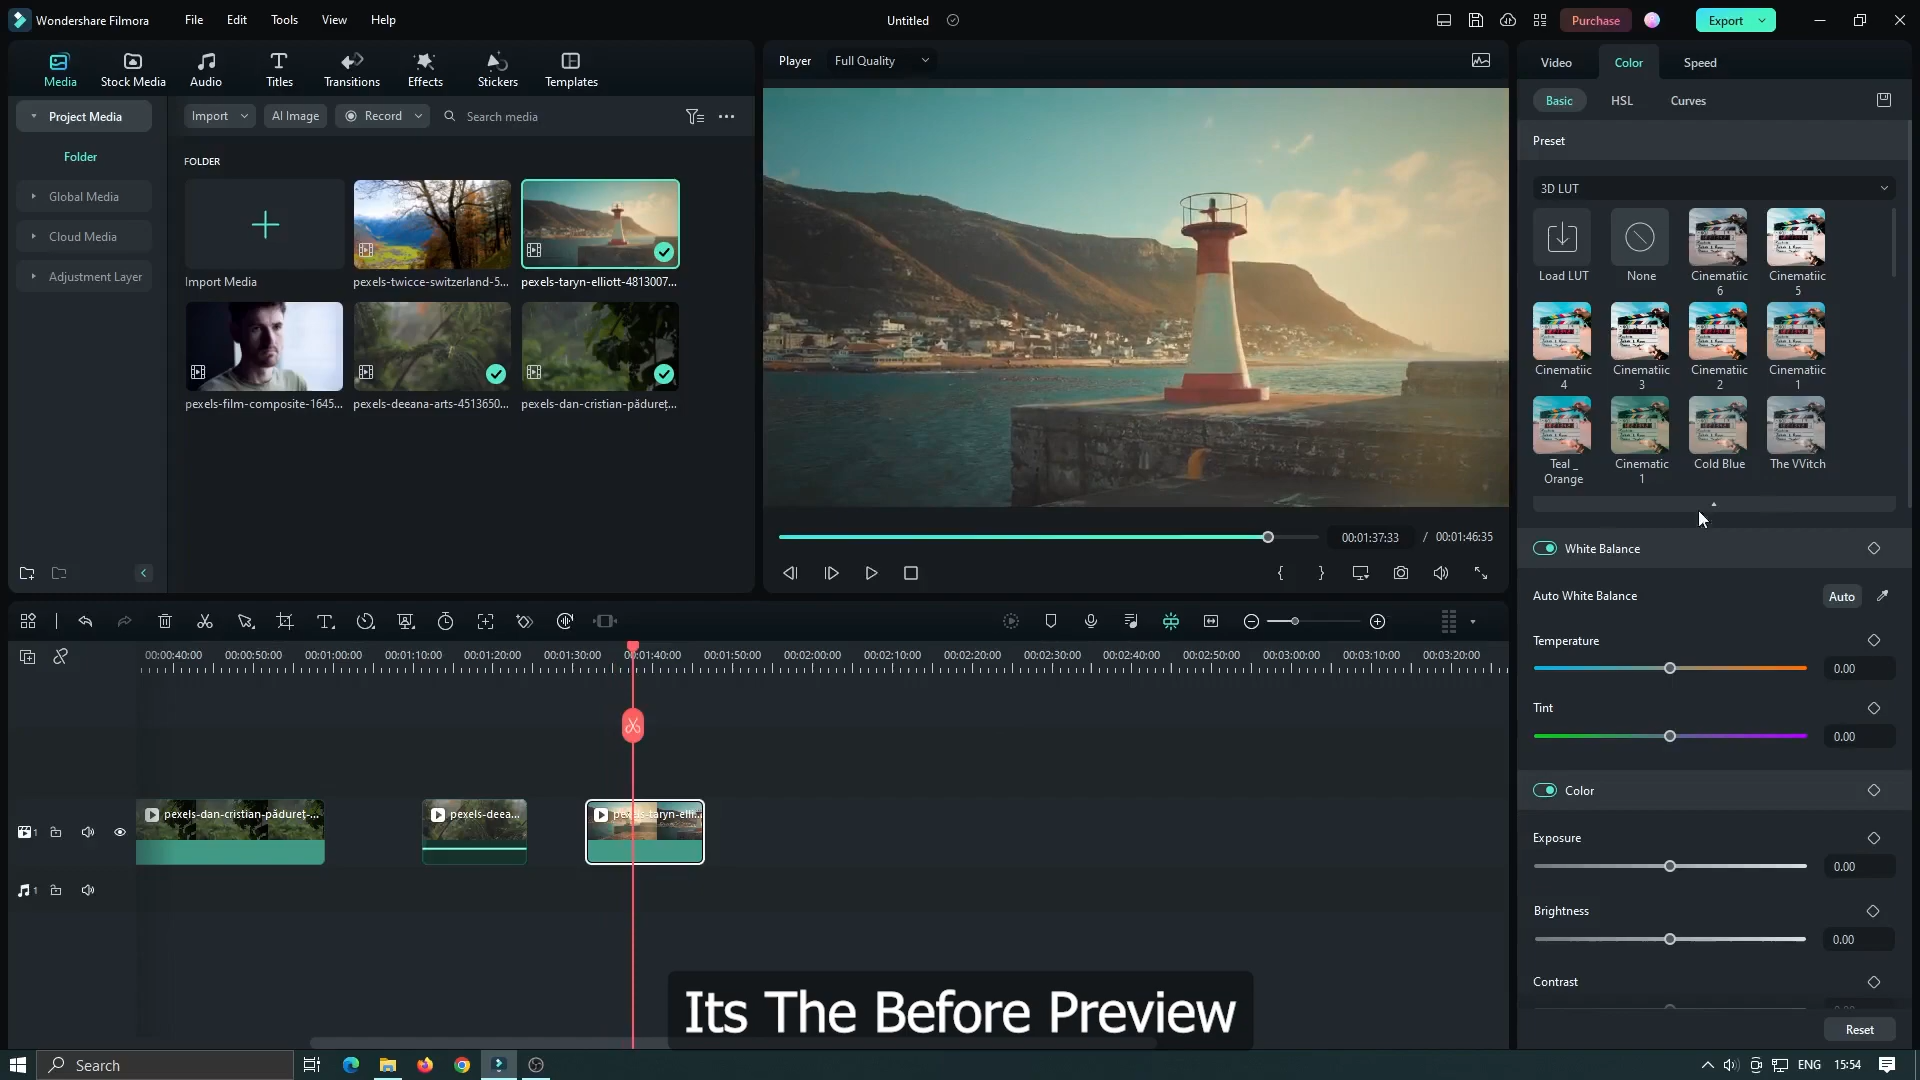 Wondershare Filmora
File
Edit
Tools
View
Help
Untitled
Purchase
Export
Media
Stock Media
Audio
Titles
Transitions
Effects
Stickers
Templates
Player
Full Quality
Video
Color
Speed
Project Media
Folder
Global Media
Cloud Media
Adjustment Layer
Import
AI Image
Record
Search media
FOLDER
Import Media
pexels-twicce-switzerland-5...
pexels-taryn-elliott-4813007...
pexels-film-composite-1645...
pexels-deeana-arts-4513650...
pexels-dan-cristian-pădureț...
00:01:37:33 / 00:01:46:35
Basic
HSL
Curves
Preset
3D LUT
Load LUT
None
Cinematiic
6
Cinematiic
5
Cinematiic
4
Cinematiic
3
Cinematiic
2
Cinematiic
1
Teal _
Orange
Cinematic
1
Cold Blue
The VVitch
White Balance
Auto White Balance
Auto
Temperature
0.00
Tint
0.00
Color
Exposure
0.00
Brightness
0.00
Contrast
Reset
00:00:40:00
00:00:50:00
00:01:00:00
00:01:10:00
00:01:20:00
00:01:30:00
00:01:40:00
00:01:50:00
00:02:00:00
00:02:10:00
00:02:20:00
00:02:30:00
00:02:40:00
00:02:50:00
00:03:00:00
00:03:10:00
00:03:20:00
1
pexels-dan-cristian-pădureț-...
pexels-deea...
pexels-taryn-elli...
1
Its The Before Preview
Search
ENG
15:54